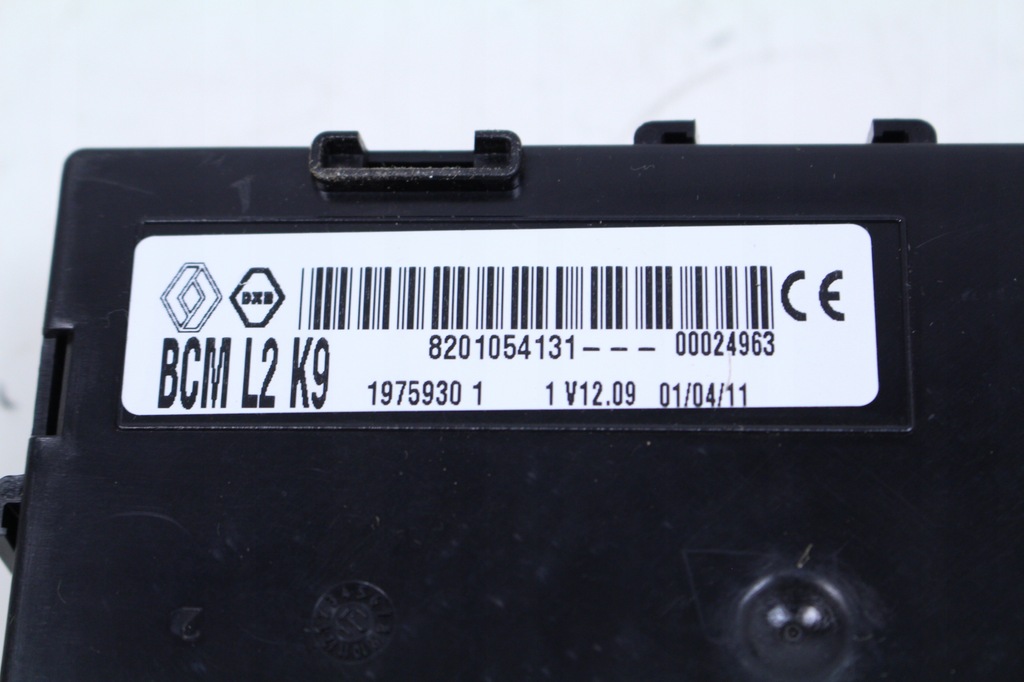 CE
8201054131--- 00024963
BCM L2 K9
1975930 1 1 V12.09 01/04/11